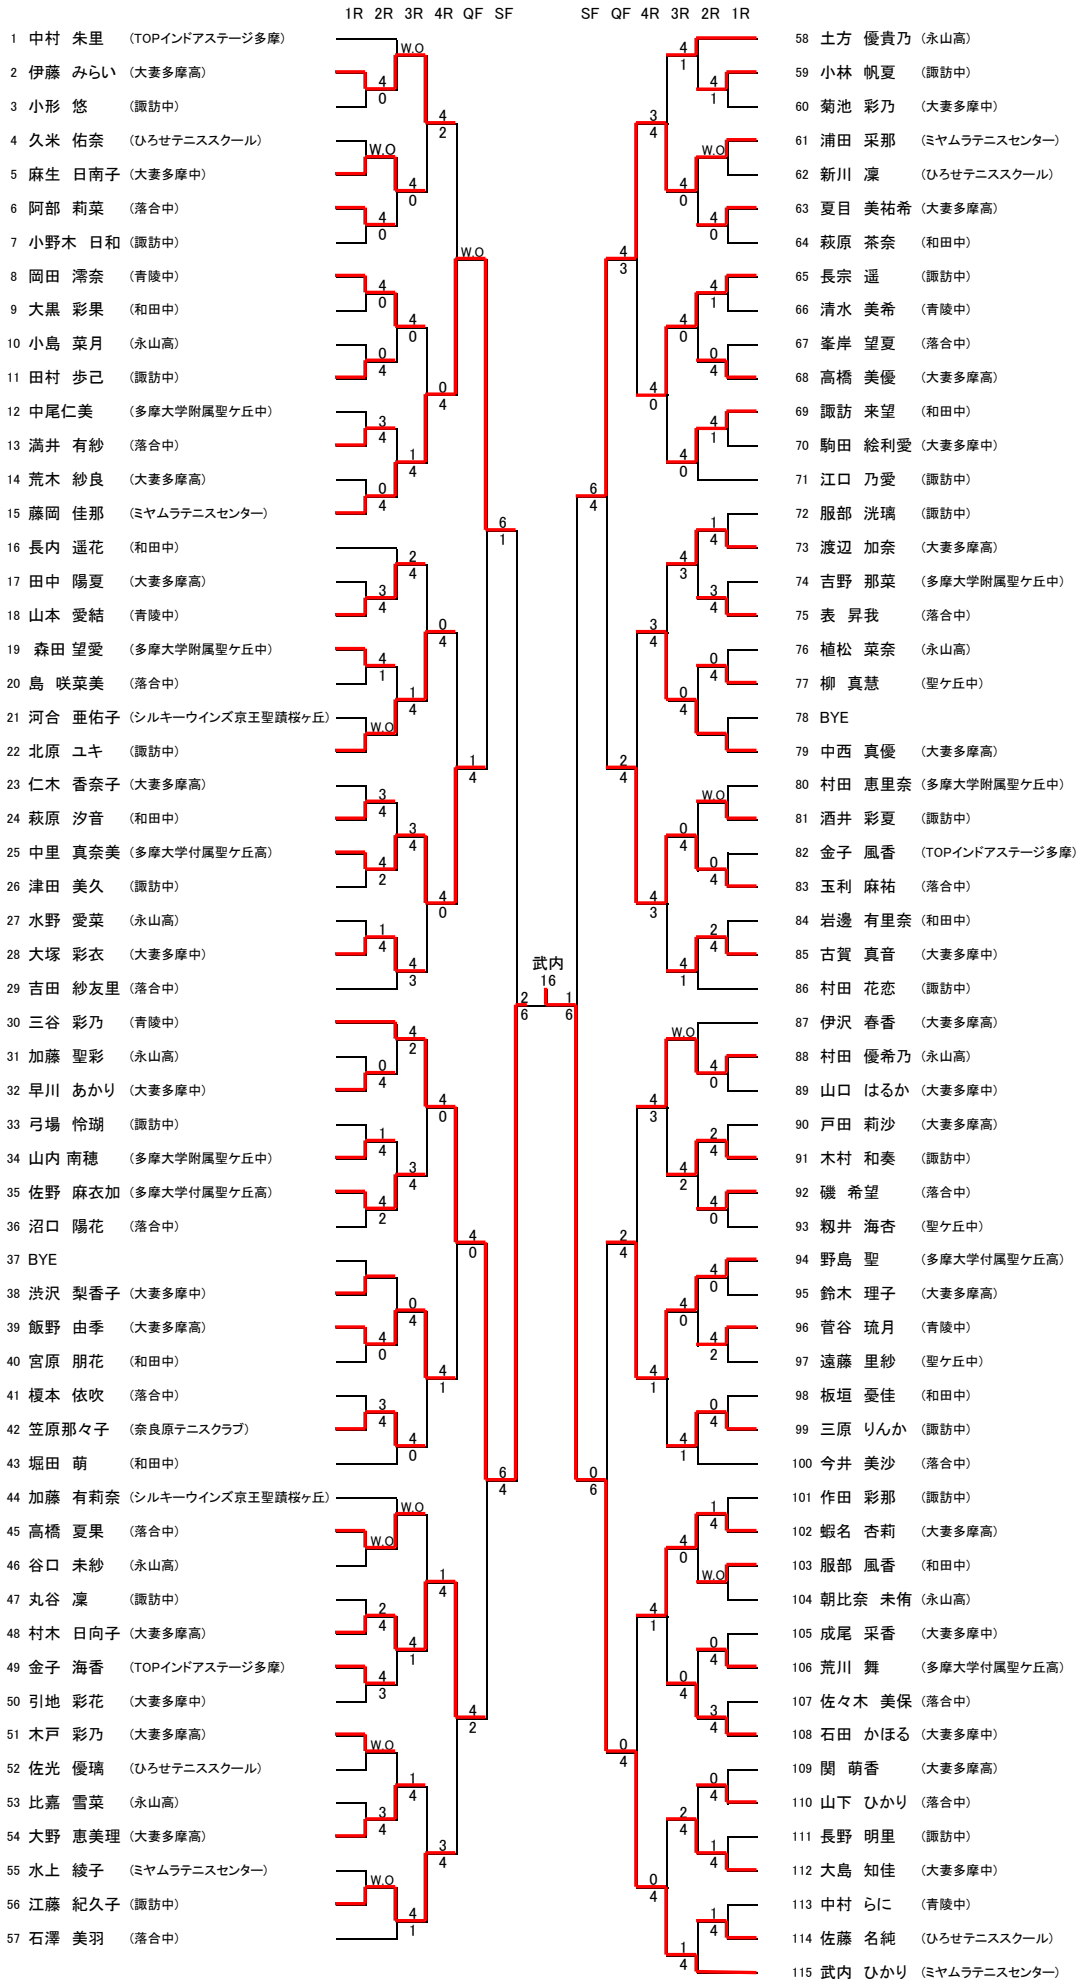 1R 2R 3R 4R QF SF
SF QF 4R 3R 2R 1R
1 中村 朱里 (TOPインドアステージ多摩)
2 伊藤 みらい (大妻多摩高)
3 小形 悠 (諏訪中)
4 久米 佑奈 (ひろせテニススクール)
5 麻生 日南子 (大妻多摩中)
6 阿部 莉菜 (落合中)
7 小野木 日和 (諏訪中)
8 岡田 澪奈 (青陵中)
9 大黒 彩果 (和田中)
10 小島 菜月 (永山高)
11 田村 歩己 (諏訪中)
12 中尾仁美 (多摩大学附属聖ケ丘中)
13 満井 有紗 (落合中)
14 荒木 紗良 (大妻多摩高)
15 藤岡 佳那 (ミヤムラテニスセンター)
16 長内 遥花 (和田中)
17 田中 陽夏 (大妻多摩高)
18 山本 愛結 (青陵中)
19 森田 望愛 (多摩大学附属聖ケ丘中)
20 島 咲菜美 (落合中)
21 河合 亜佑子 (シルキーウインズ京王聖蹟桜ヶ丘)
22 北原 ユキ (諏訪中)
23 仁木 香奈子 (大妻多摩高)
24 萩原 汐音 (和田中)
25 中里 真奈美 (多摩大学付属聖ケ丘高)
26 津田 美久 (諏訪中)
27 水野 愛菜 (永山高)
28 大塚 彩衣 (大妻多摩中)
29 吉田 紗友里 (落合中)
30 三谷 彩乃 (青陵中)
31 加藤 聖彩 (永山高)
32 早川 あかり (大妻多摩中)
33 弓場 怜瑚 (諏訪中)
34 山内 南穂 (多摩大学附属聖ケ丘中)
35 佐野 麻衣加 (多摩大学付属聖ケ丘高)
36 沼口 陽花 (落合中)
37 BYE
38 渋沢 梨香子 (大妻多摩中)
39 飯野 由季 (大妻多摩高)
40 宮原 朋花 (和田中)
41 榎本 依吹 (落合中)
42 笠原那々子 (奈良原テニスクラブ)
43 堀田 萌 (和田中)
44 加藤 有莉奈 (シルキーウインズ京王聖蹟桜ヶ丘)
45 高橋 夏果 (落合中)
46 谷口 未紗 (永山高)
47 丸谷 凜 (諏訪中)
48 村木 日向子 (大妻多摩高)
49 金子 海香 (TOPインドアステージ多摩)
50 引地 彩花 (大妻多摩中)
51 木戸 彩乃 (大妻多摩高)
52 佐光 優璃 (ひろせテニススクール)
53 比嘉 雪菜 (永山高)
54 大野 恵美理 (大妻多摩高)
55 水上 綾子 (ミヤムラテニスセンター)
56 江藤 紀久子 (諏訪中)
57 石澤 美羽 (落合中)
武内
16
2 1
6 6
58 土方 優貴乃 (永山高)
59 小林 帆夏 (諏訪中)
60 菊池 彩乃 (大妻多摩中)
61 浦田 采那 (ミヤムラテニスセンター)
62 新川 凜 (ひろせテニススクール)
63 夏目 美祐希 (大妻多摩高)
64 萩原 茶奈 (和田中)
65 長宗 遥 (諏訪中)
66 清水 美希 (青陵中)
67 峯岸 望夏 (落合中)
68 高橋 美優 (大妻多摩高)
69 諏訪 来望 (和田中)
70 駒田 絵利愛 (大妻多摩中)
71 江口 乃愛 (諏訪中)
72 服部 洸璃 (諏訪中)
73 渡辺 加奈 (大妻多摩高)
74 吉野 那菜 (多摩大学附属聖ケ丘中)
75 表 昇我 (落合中)
76 植松 菜奈 (永山高)
77 柳 真慧 (聖ケ丘中)
78 BYE
79 中西 真優 (大妻多摩高)
80 村田 恵里奈 (多摩大学附属聖ケ丘中)
81 酒井 彩夏 (諏訪中)
82 金子 風香 (TOPインドアステージ多摩)
83 玉利 麻祐 (落合中)
84 岩邊 有里奈 (和田中)
85 古賀 真音 (大妻多摩中)
86 村田 花恋 (諏訪中)
87 伊沢 春香 (大妻多摩高)
88 村田 優希乃 (永山高)
89 山口 はるか (大妻多摩中)
90 戸田 莉沙 (大妻多摩高)
91 木村 和奏 (諏訪中)
92 磯 希望 (落合中)
93 籾井 海杏 (聖ケ丘中)
94 野島 聖 (多摩大学付属聖ケ丘高)
95 鈴木 理子 (大妻多摩高)
96 菅谷 琉月 (青陵中)
97 遠藤 里紗 (聖ケ丘中)
98 板垣 憂佳 (和田中)
99 三原 りんか (諏訪中)
100 今井 美沙 (落合中)
101 作田 彩那 (諏訪中)
102 蝦名 杏莉 (大妻多摩高)
103 服部 風香 (和田中)
104 朝比奈 未侑 (永山高)
105 成尾 采香 (大妻多摩中)
106 荒川 舞 (多摩大学付属聖ケ丘高)
107 佐々木 美保 (落合中)
108 石田 かほる (大妻多摩中)
109 関 萌香 (大妻多摩高)
110 山下 ひかり (落合中)
111 長野 明里 (諏訪中)
112 大島 知佳 (大妻多摩中)
113 中村 らに (青陵中)
114 佐藤 名純 (ひろせテニススクール)
115 武内 ひかり (ミヤムラテニスセンター)